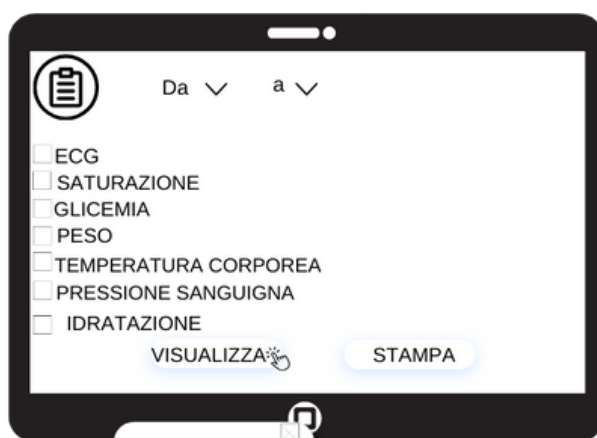 Da a
ECG
SATURAZIONE
GLICEMIA
PESO
TEMPERATURA CORPOREA
PRESSIONE SANGUIGNA
IDRATAZIONE
VISUALIZZA STAMPA